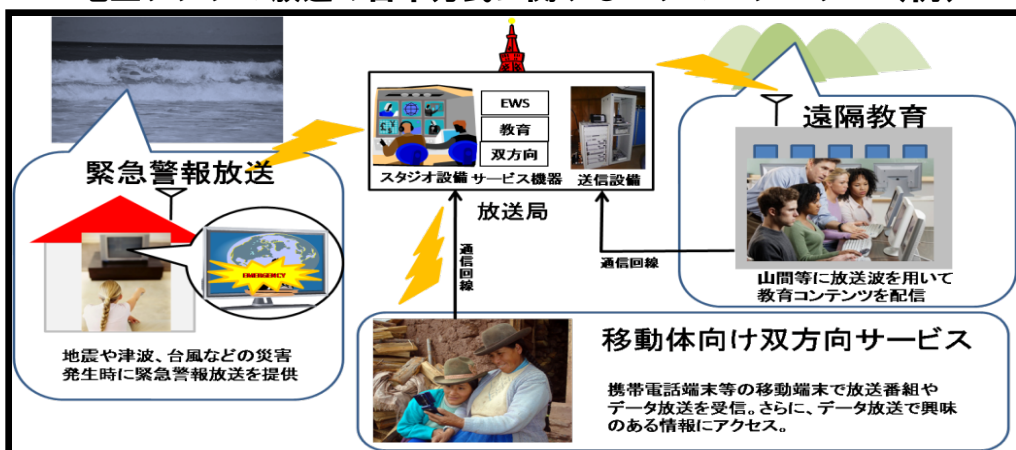 緊急警報放送
EMERGENCY
地震や津波、台風などの災害
発生時に緊急警報放送を提供
EWS
教育
双方向
スタジオ設備 サービス機器 送信設備
放送局
通信回線
通信回線
遠隔教育
山間等に放送波を用いて
教育コンテンツを配信
移動体向け双方向サービス
携帯電話端末等の移動端末で放送番組や
データ放送を受信。さらに、データ放送で興味
のある情報にアクセス。